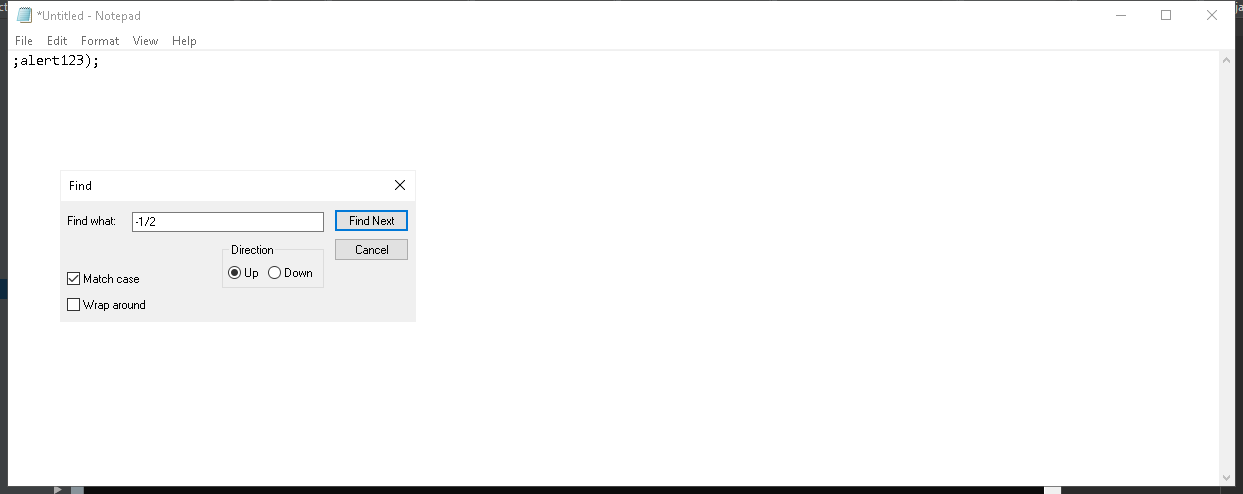 *Untitled - Notepad
File Edit Format View Help
;alert123);
Find
Find what: -1/2 Find Next
Direction Cancel
Up Down
Match case
Wrap around